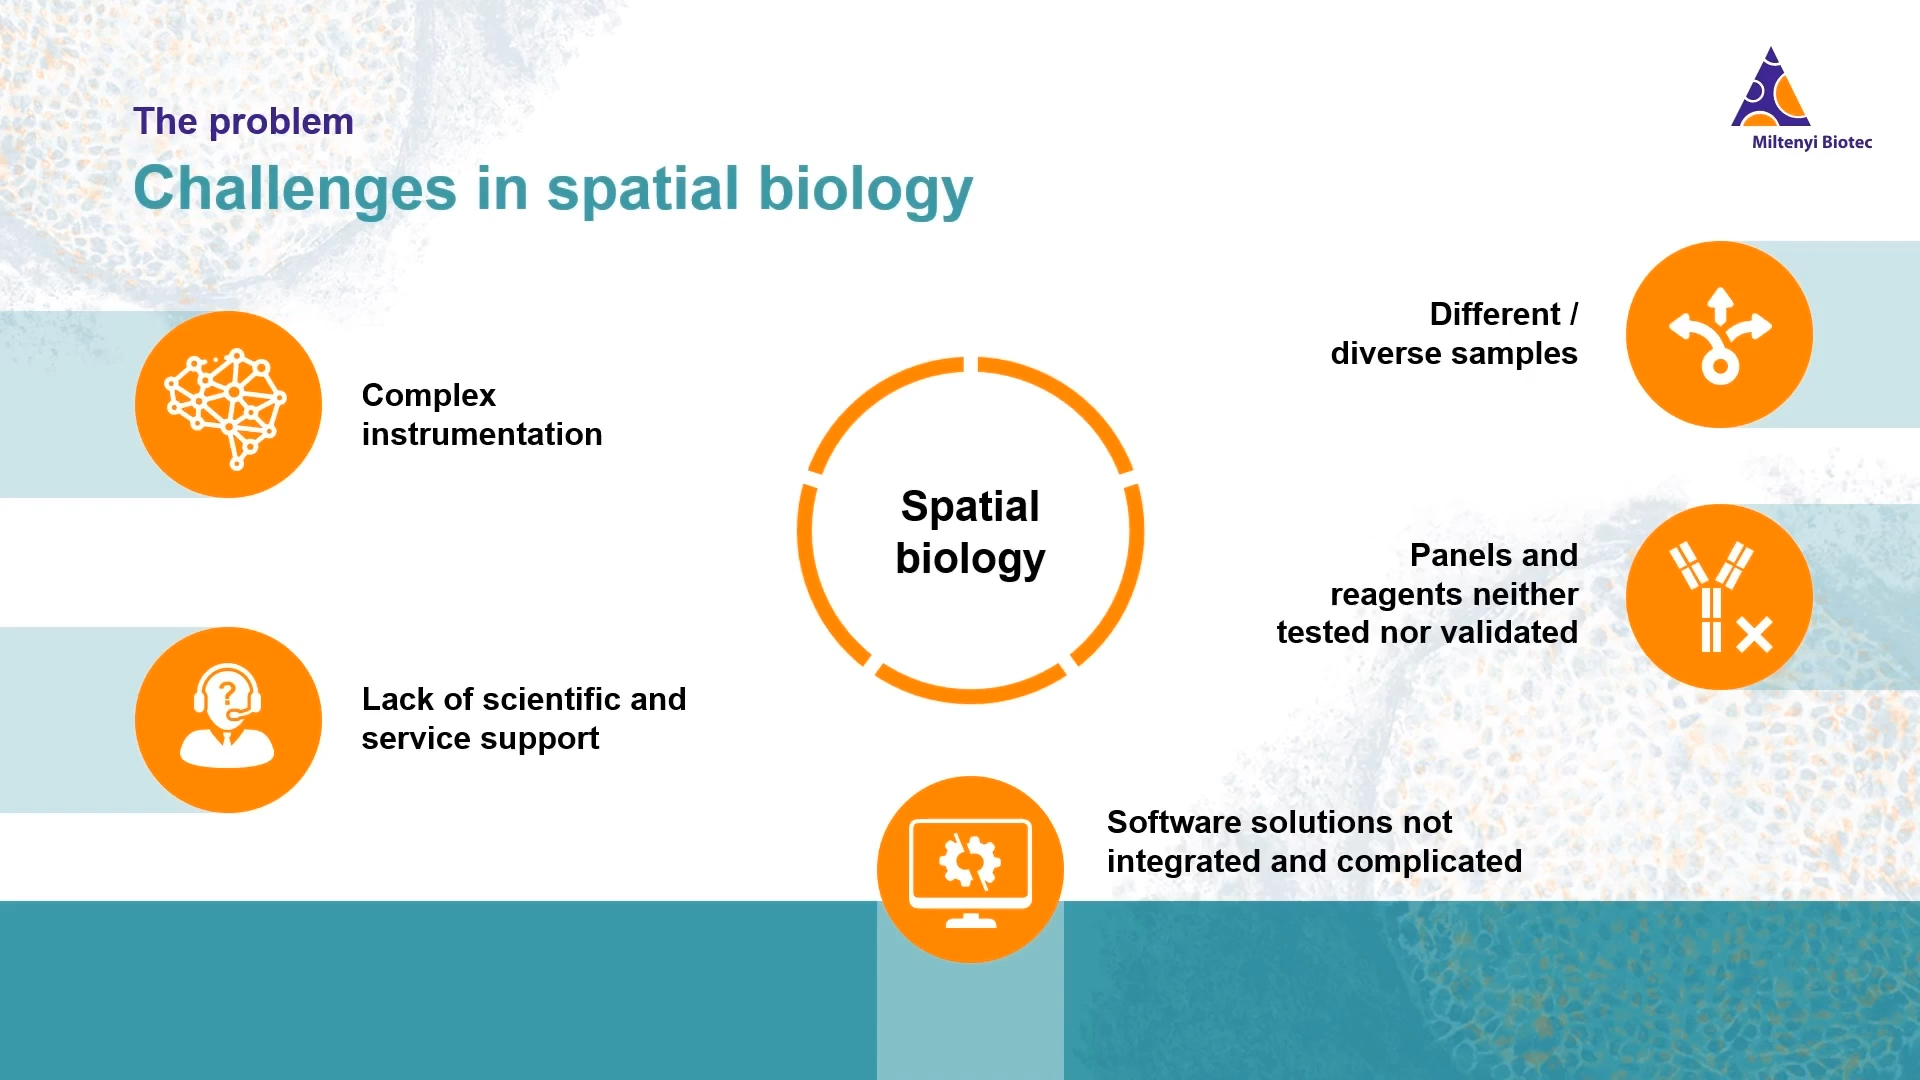 The problem
Challenges in spatial biology
Miltenyi Biotec
Complex
instrumentation
Lack of scientific and
service support
Spatial
biology
Different /
diverse samples
Panels and
reagents neither
tested nor validated
Software solutions not
integrated and complicated
?